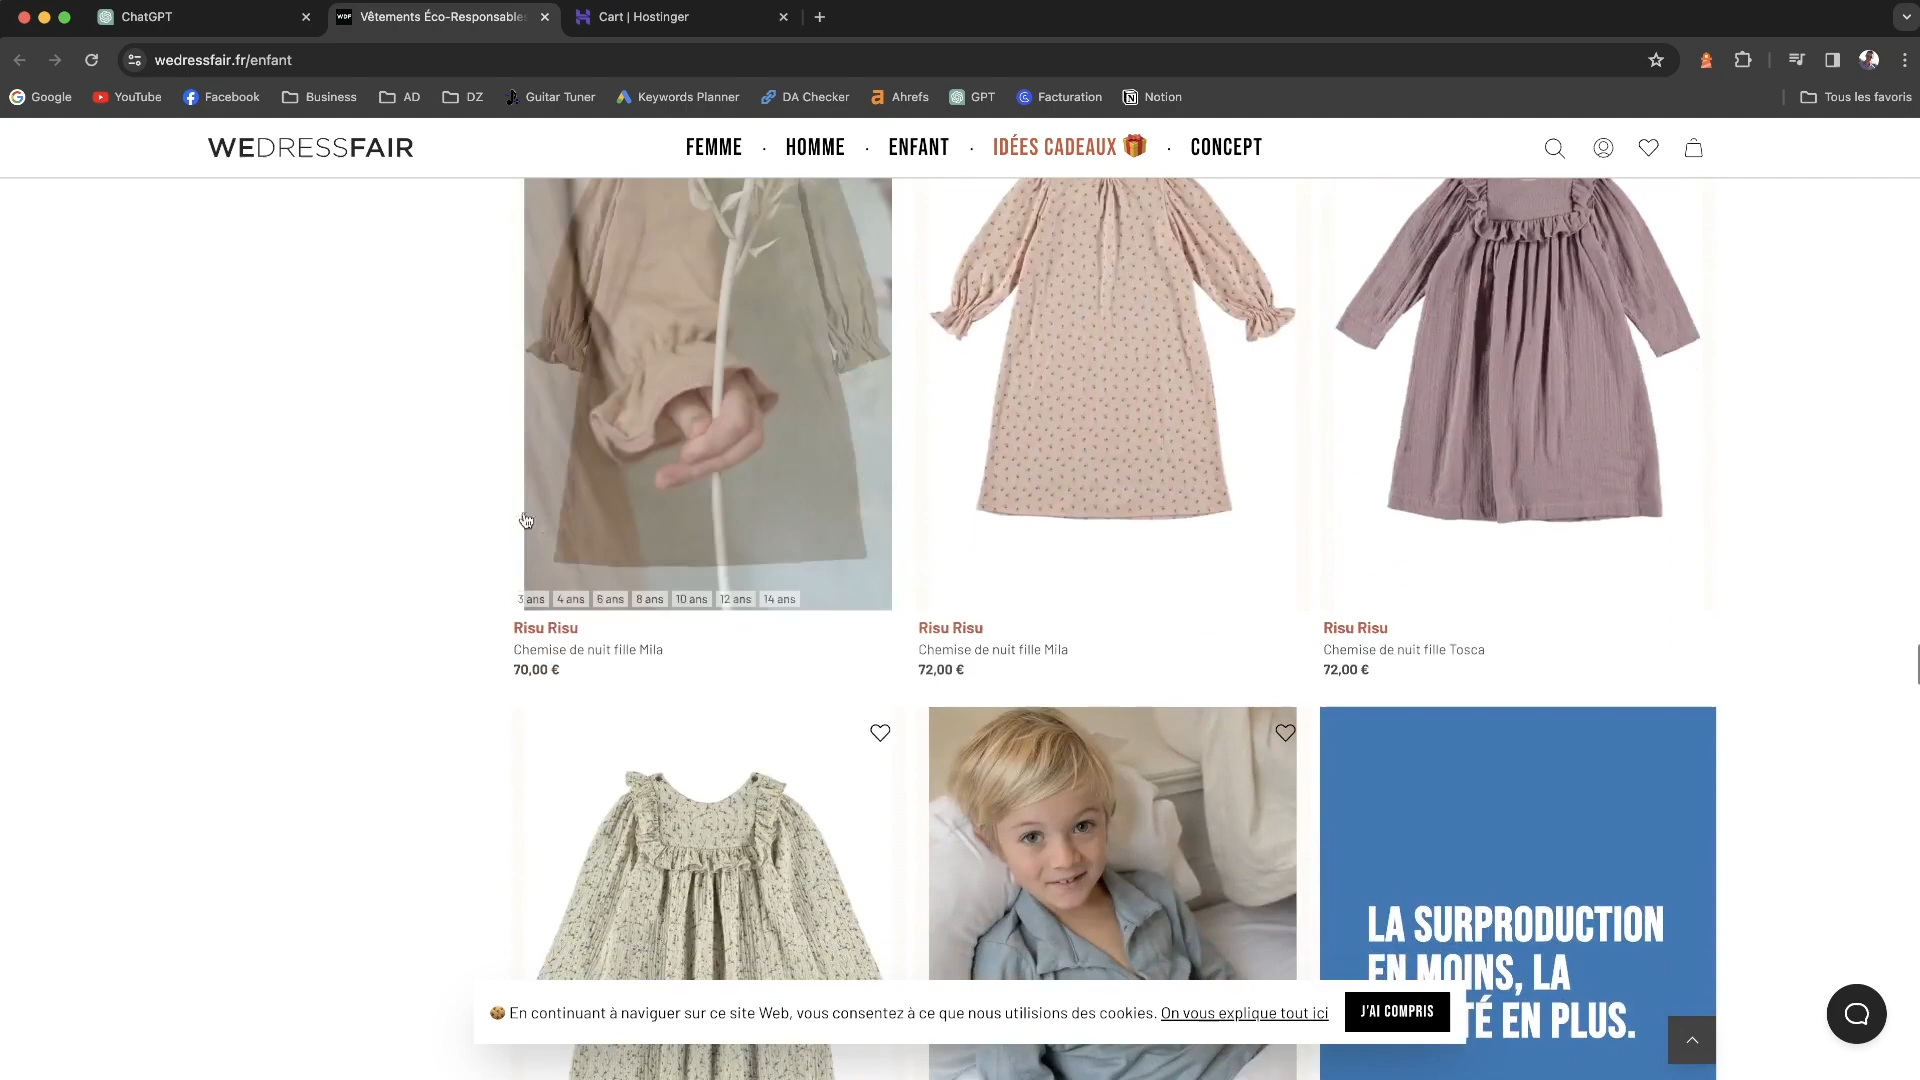 ChatGPT
Vêtements Éco-Responsables
Cart | Hostinger
wedressfair.fr/enfant
Google
YouTube
Facebook
Business
AD
DZ
Guitar Tuner
Keywords Planner
DA Checker
Ahrefs
GPT
Facturation
Notion
Tous les favoris
WEDRESSFAIR
FEMME · HOMME · ENFANT · IDÉES CADEAUX 🎁 · CONCEPT
3 ans 4 ans 6 ans 8 ans 10 ans 12 ans 14 ans
Risu Risu
Chemise de nuit fille Mila
70,00 €
Risu Risu
Chemise de nuit fille Mila
72,00 €
Risu Risu
Chemise de nuit fille Tosca
72,00 €
LA SURPRODUCTION
EN MOINS, LA
TÉ EN PLUS.
🍪 En continuant à naviguer sur ce site Web, vous consentez à ce que nous utilisions des cookies. On vous explique tout ici
J'AI COMPRIS